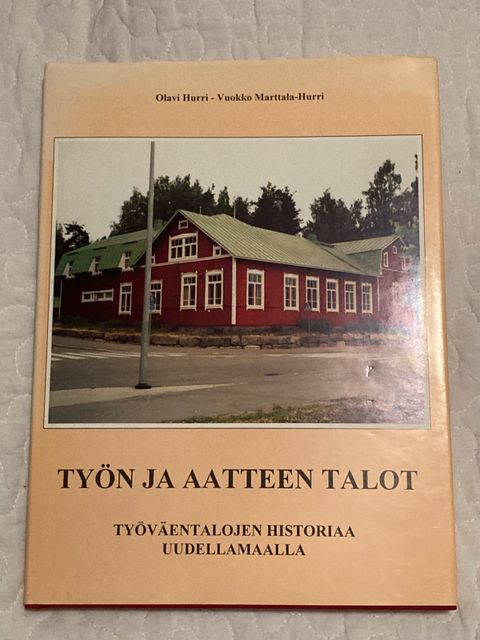 Olavi Hurri - Vuokko Marttala-Hurri
TYÖN JA AATTEEN TALOT
TYÖVÄENTALOJEN HISTORIAA
UUDELLAMAALLA